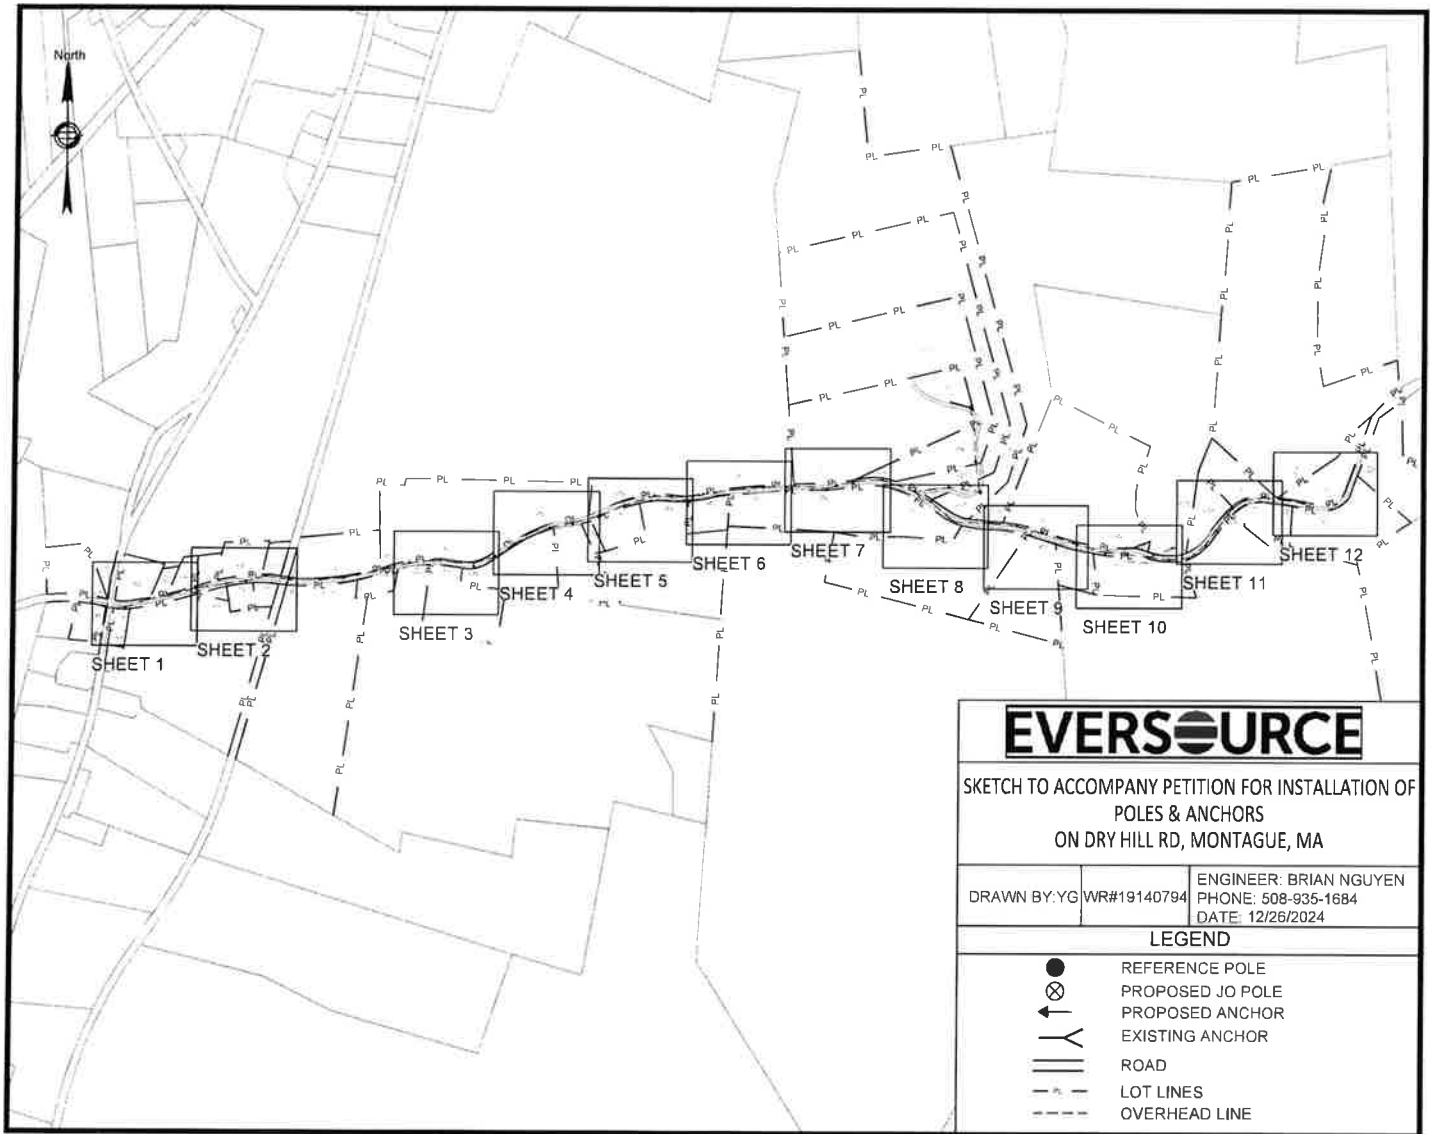 North
SHEET 1
SHEET 2
SHEET 3
SHEET 4
SHEET 5
SHEET 6
SHEET 7
SHEET 8
SHEET 9
SHEET 10
SHEET 11
SHEET 12
EVERSOURCE
SKETCH TO ACCOMPANY PETITION FOR INSTALLATION OF
POLES & ANCHORS
ON DRY HILL RD, MONTAGUE, MA
DRAWN BY:YG
WR#19140794
ENGINEER: BRIAN NGUYEN
PHONE: 508-935-1684
DATE: 12/26/2024
LEGEND
REFERENCE POLE
PROPOSED JO POLE
PROPOSED ANCHOR
EXISTING ANCHOR
ROAD
PL LOT LINES
OVERHEAD LINE